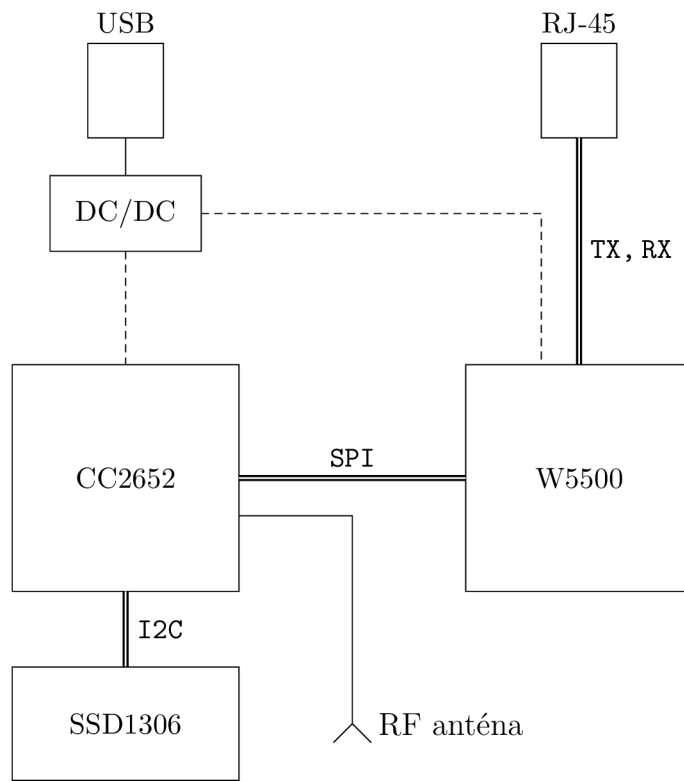 USB
RJ-45
DC/DC
TX, RX
SPI
CC2652
W5500
I2C
SSD1306
RF anténa